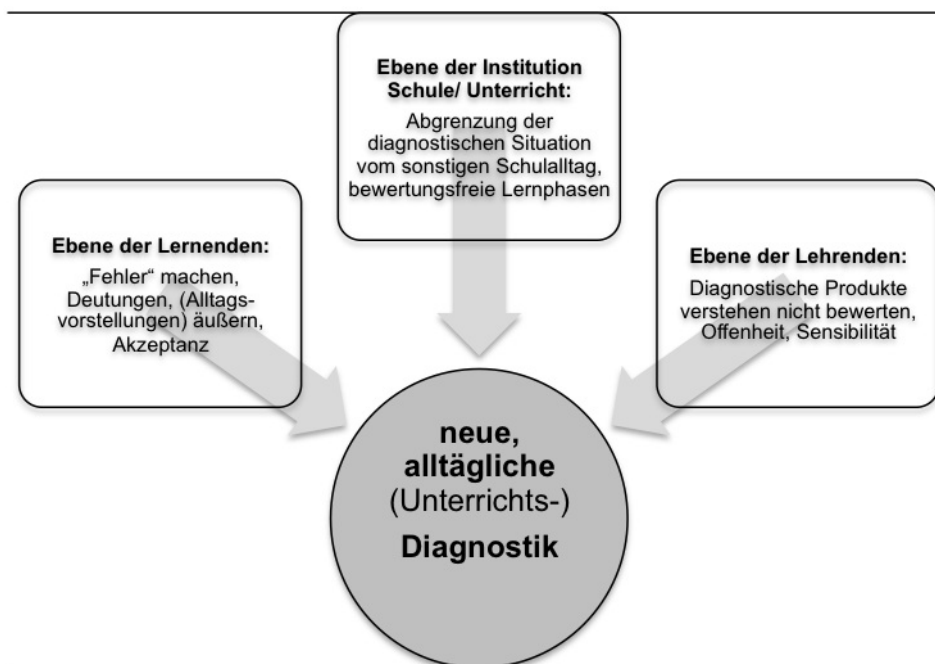 Ebene der Institution
Schule/ Unterricht:
Abgrenzung der
diagnostischen Situation
vom sonstigen Schulalltag,
bewertungsfreie Lernphasen
Ebene der Lernenden:
„Fehler“ machen,
Deutungen, (Alltags-
vorstellungen) äußern,
Akzeptanz
Ebene der Lehrenden:
Diagnostische Produkte
verstehen nicht bewerten,
Offenheit, Sensibilität
neue,
alltägliche
(Unterrichts-)
Diagnostik